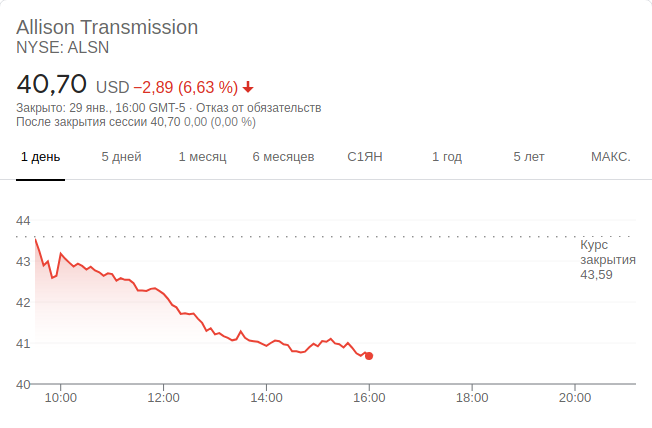 Allison Transmission
NYSE: ALSN
40,70 USD −2,89 (6,63 %)
Закрыто: 29 янв., 16:00 GMT-5 · Отказ от обязательств
После закрытия сессии 40,70 0,00 (0,00 %)
1 день 5 дней 1 месяц 6 месяцев С1ЯН 1 год 5 лет МАКС.
44
Курс
закрытия
43,59
43
42
41
40
10:00 12:00 14:00 16:00 18:00 20:00